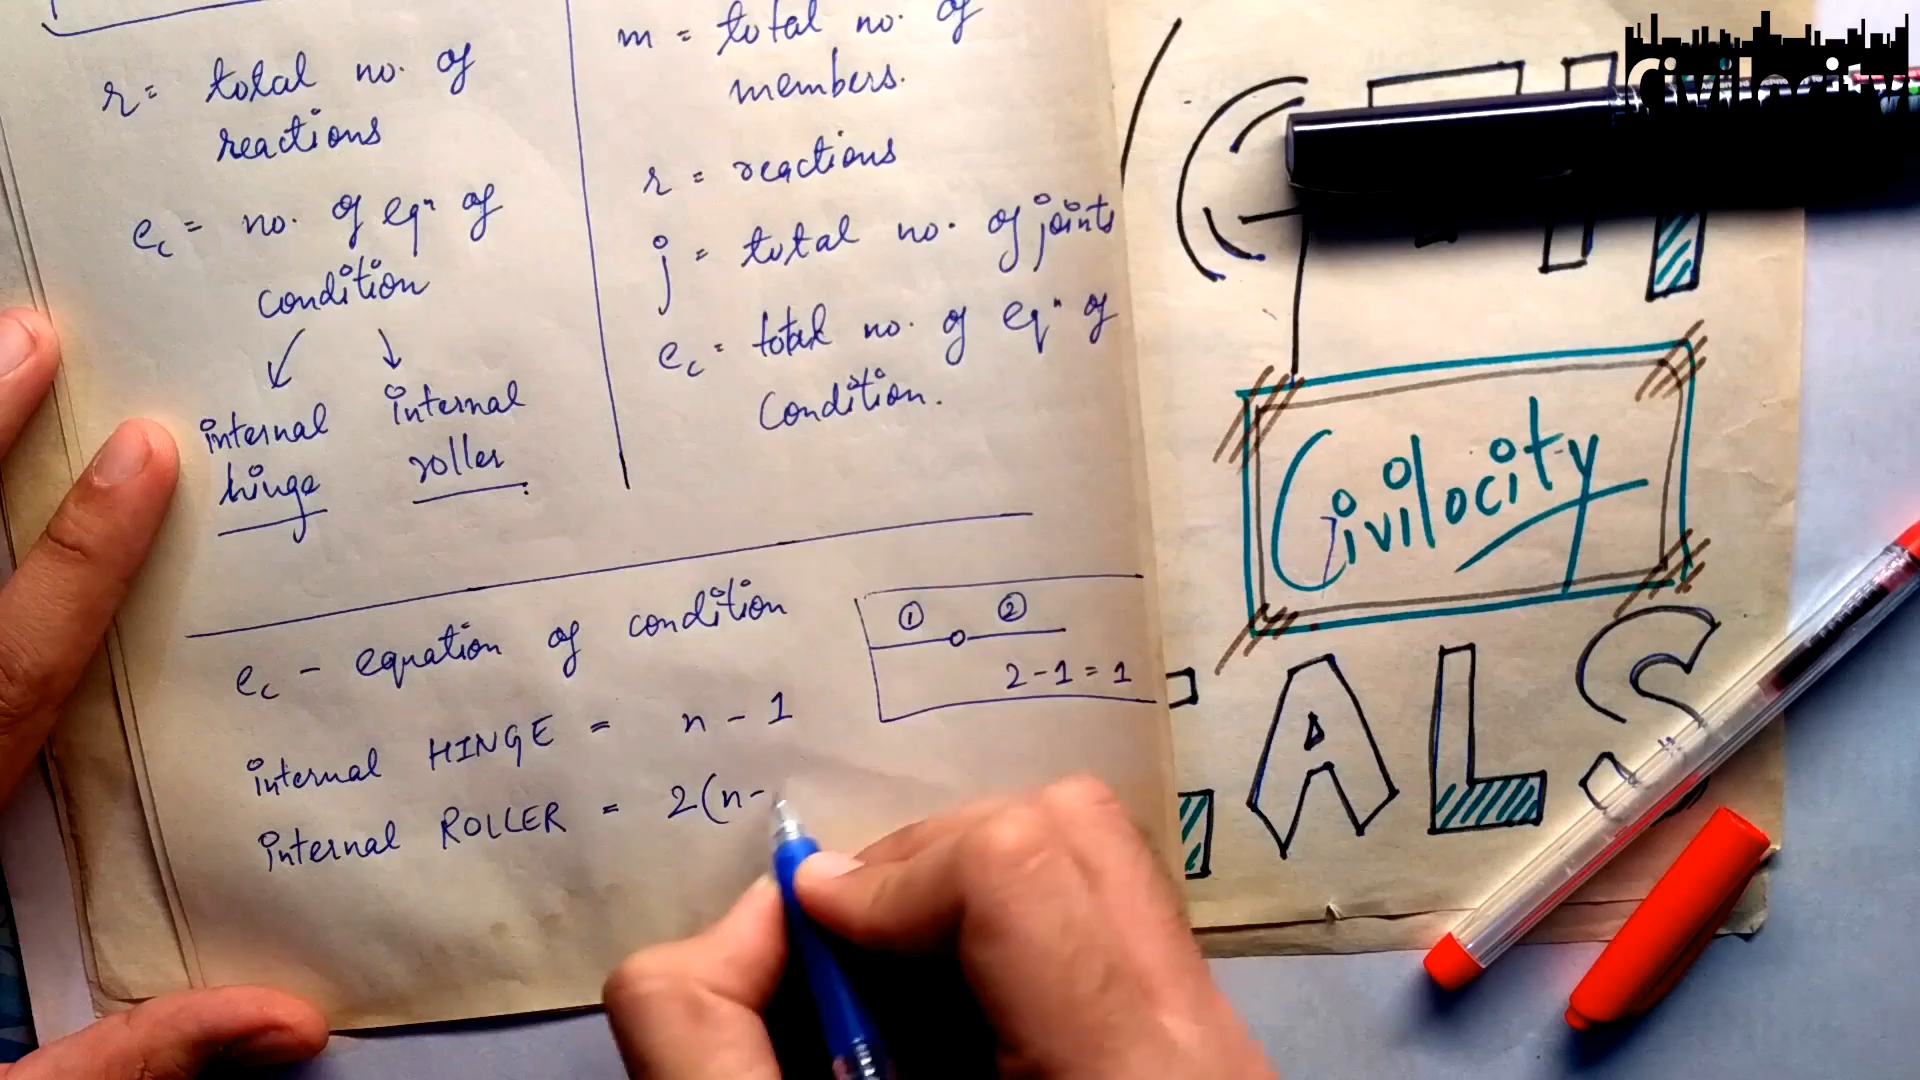 r = total no. of
reactions
ec = no. of eqn of
condition
internal
hinge
internal
roller
m = total no. of
members.
r = reactions
j = total no. of joints
ec = total no. of eqn of
Condition.
ec - equation of condition
internal HINGE = n - 1
internal ROLLER = 2(n-
① ②
2-1=1
Civilocity
Civilocity
ALS